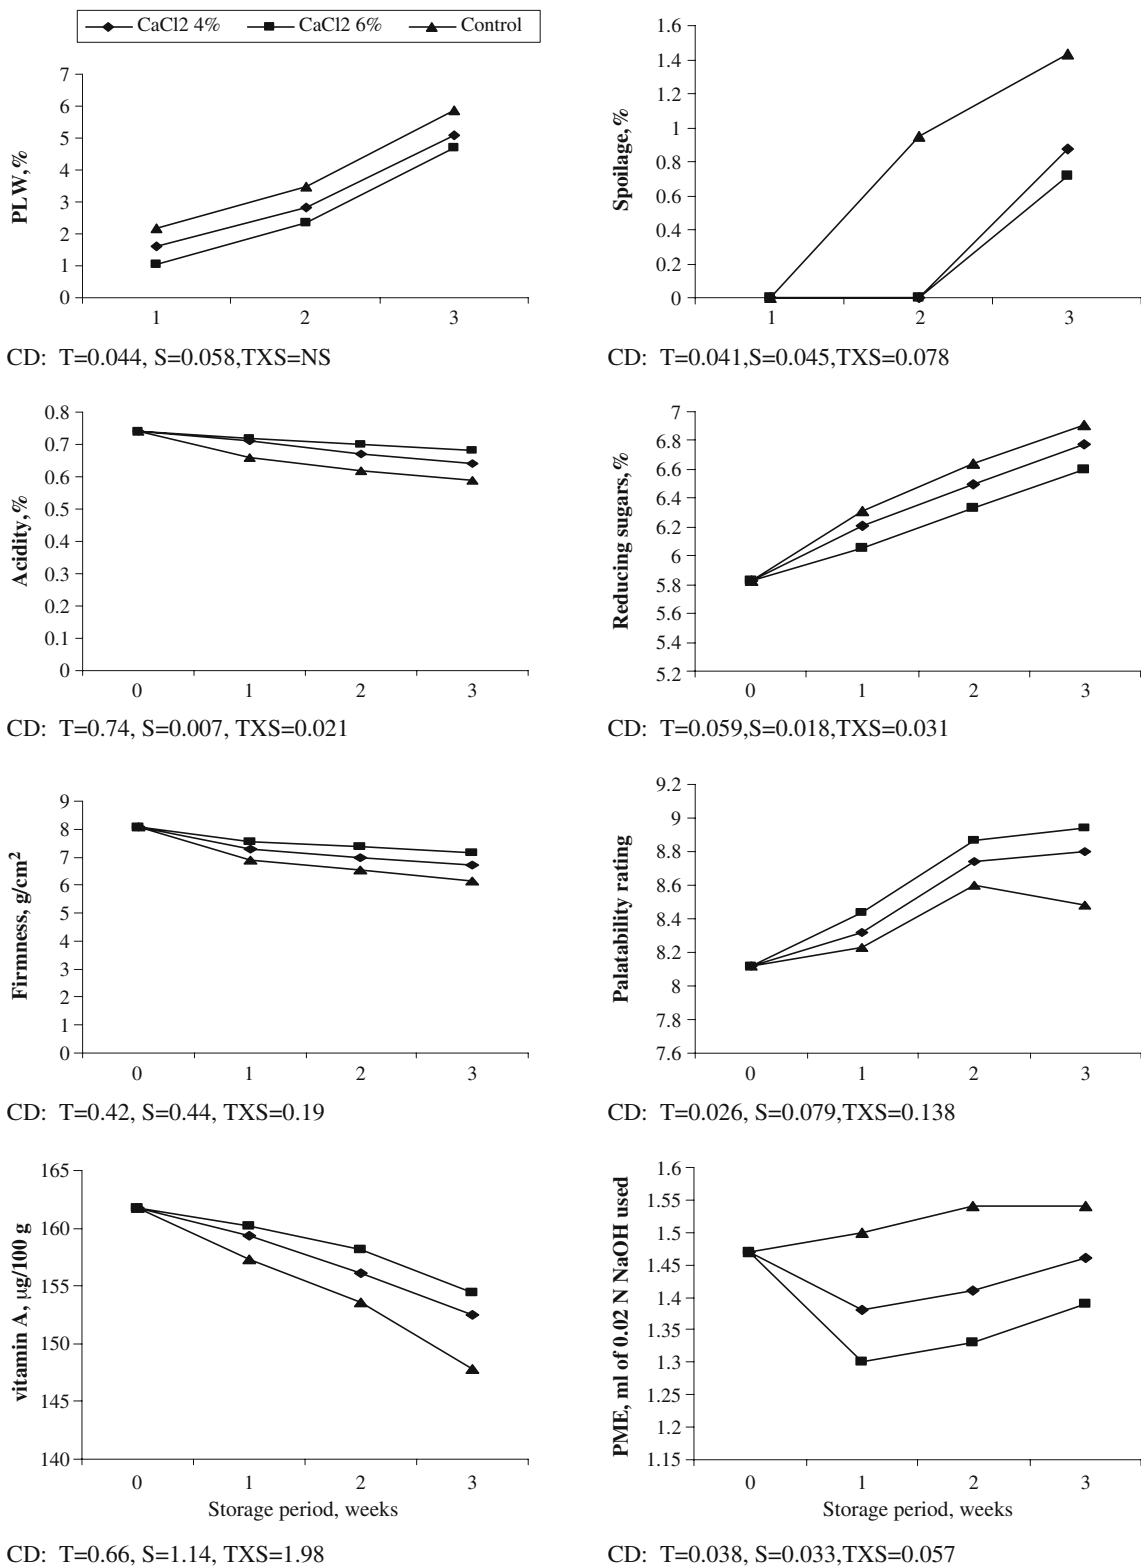 CaCl2 4% CaCl2 6% Control
PLW,%
7
6
5
4
3
2
1
0
1 2 3
CD: T=0.044, S=0.058,TXS=NS
Spoilage,%
1.6
1.4
1.2
1
0.8
0.6
0.4
0.2
0
1 2 3
CD: T=0.041,S=0.045,TXS=0.078
Acidity,%
0.8
0.7
0.6
0.5
0.4
0.3
0.2
0.1
0
0 1 2 3
CD: T=0.74, S=0.007, TXS=0.021
Reducing sugars,%
7
6.8
6.6
6.4
6.2
6
5.8
5.6
5.4
5.2
0 1 2 3
CD: T=0.059,S=0.018,TXS=0.031
Firmness, g/cm²
9
8
7
6
5
4
3
2
1
0
0 1 2 3
CD: T=0.42, S=0.44, TXS=0.19
Palatability rating
9.2
9
8.8
8.6
8.4
8.2
8
7.8
7.6
0 1 2 3
CD: T=0.026, S=0.079,TXS=0.138
vitamin A, µg/100 g
165
160
155
150
145
140
0 1 2 3
Storage period, weeks
CD: T=0.66, S=1.14, TXS=1.98
PME, ml of 0.02 N NaOH used
1.6
1.55
1.5
1.45
1.4
1.35
1.3
1.25
1.2
1.15
0 1 2 3
Storage period, weeks
CD: T=0.038, S=0.033,TXS=0.057